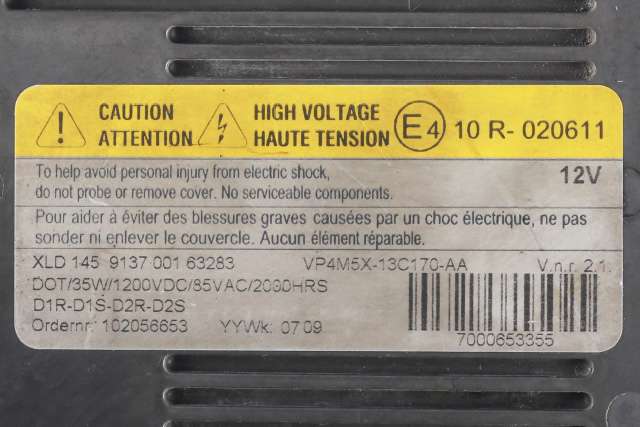 CAUTION
ATTENTION
HIGH VOLTAGE
HAUTE TENSION
E4 10 R- 020611
To help avoid personal injury from electric shock,
do not probe or remove cover. No serviceable components.
12V
Pour aider à éviter des blessures graves causées par un choc électrique, ne pas
sonder ni enlever le couvercle. Aucun élément réparable.
XLD 145 9137 001 63283 VP4M5X-13C170-AA V.n.r. 2.1.
DOT/35W/1200VDC/85VAC/2000HRS
D1R-D1S-D2R-D2S
Ordernr: 102056653 YYWk: 0709
7000653355